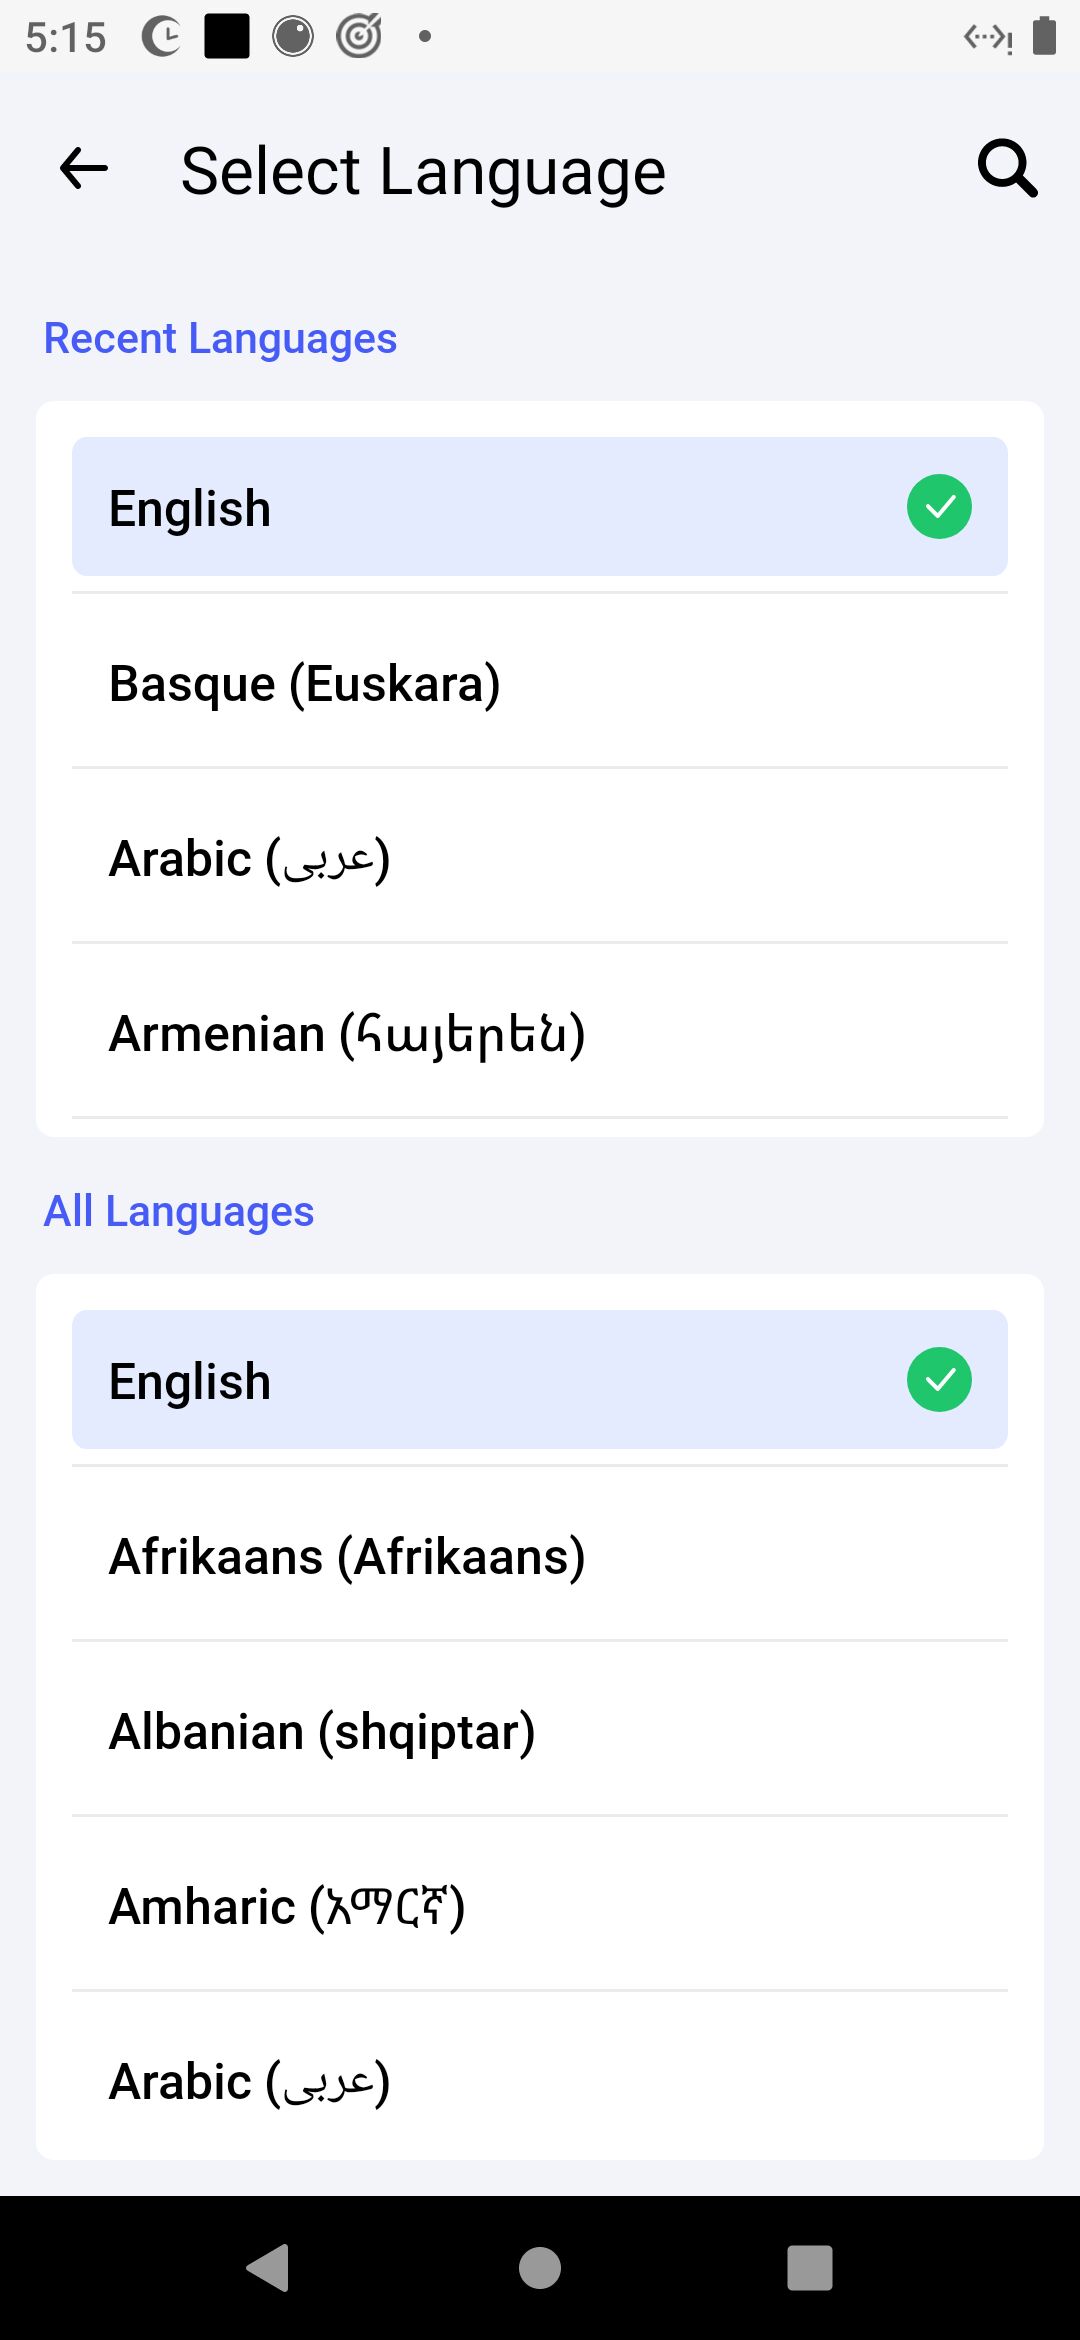 5:15
Select Language
Recent Languages
English
Basque (Euskara)
Arabic (عربى)
Armenian (հայերեն)
All Languages
English
Afrikaans (Afrikaans)
Albanian (shqiptar)
Amharic (አማርኛ)
Arabic (عربى)